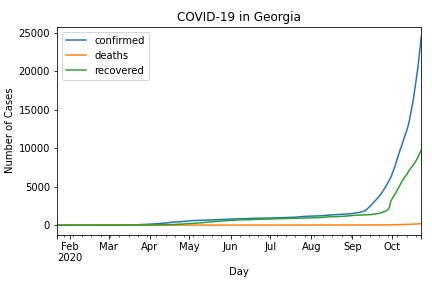 COVID-19 in Georgia
confirmed
deaths
recovered
Number of Cases
25000
20000
15000
10000
5000
0
Feb Mar Apr May Jun Jul Aug Sep Oct
2020
Day